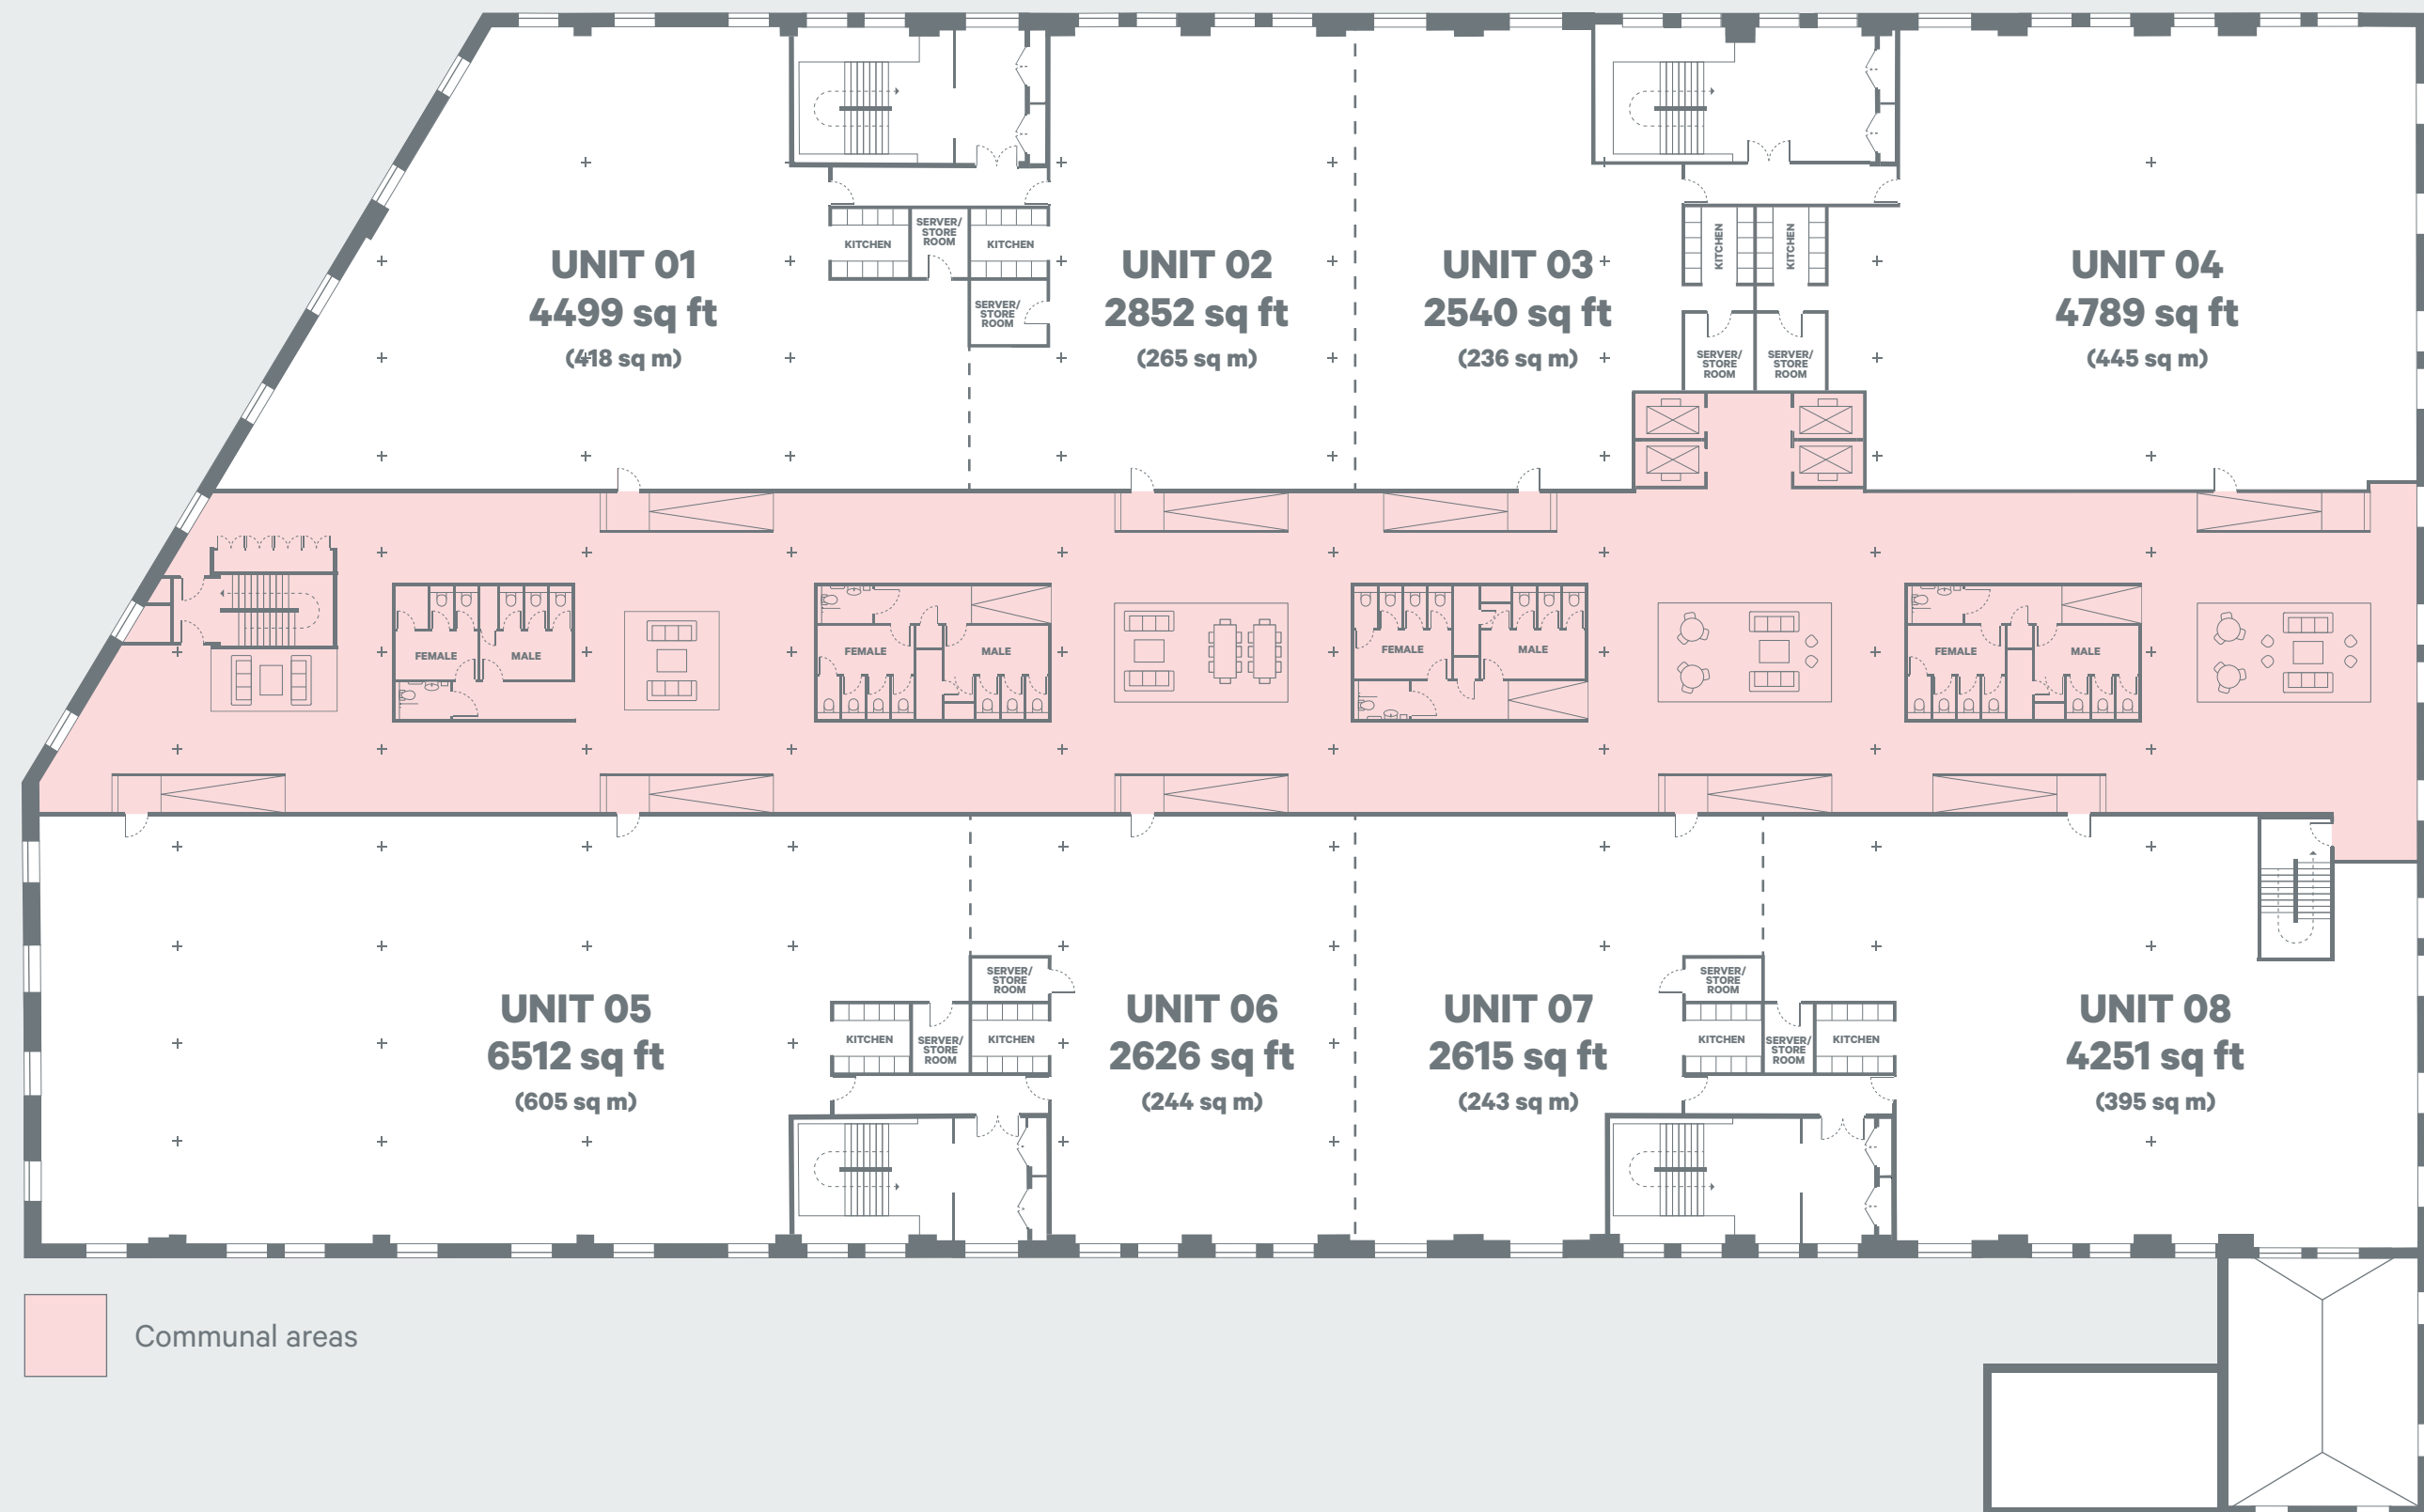 UNIT 01
4499 sq ft
(418 sq m)
KITCHEN
SERVER/
STORE
ROOM
KITCHEN
SERVER/
STORE
ROOM
UNIT 02
2852 sq ft
(265 sq m)
UNIT 03
2540 sq ft
(236 sq m)
KITCHEN
KITCHEN
SERVER/
STORE
ROOM
SERVER/
STORE
ROOM
UNIT 04
4789 sq ft
(445 sq m)
FEMALE
MALE
FEMALE
MALE
FEMALE
MALE
FEMALE
MALE
UNIT 05
6512 sq ft
(605 sq m)
KITCHEN
SERVER/
STORE
ROOM
SERVER/
STORE
ROOM
KITCHEN
UNIT 06
2626 sq ft
(244 sq m)
UNIT 07
2615 sq ft
(243 sq m)
SERVER/
STORE
ROOM
KITCHEN
SERVER/
STORE
ROOM
KITCHEN
UNIT 08
4251 sq ft
(395 sq m)
Communal areas